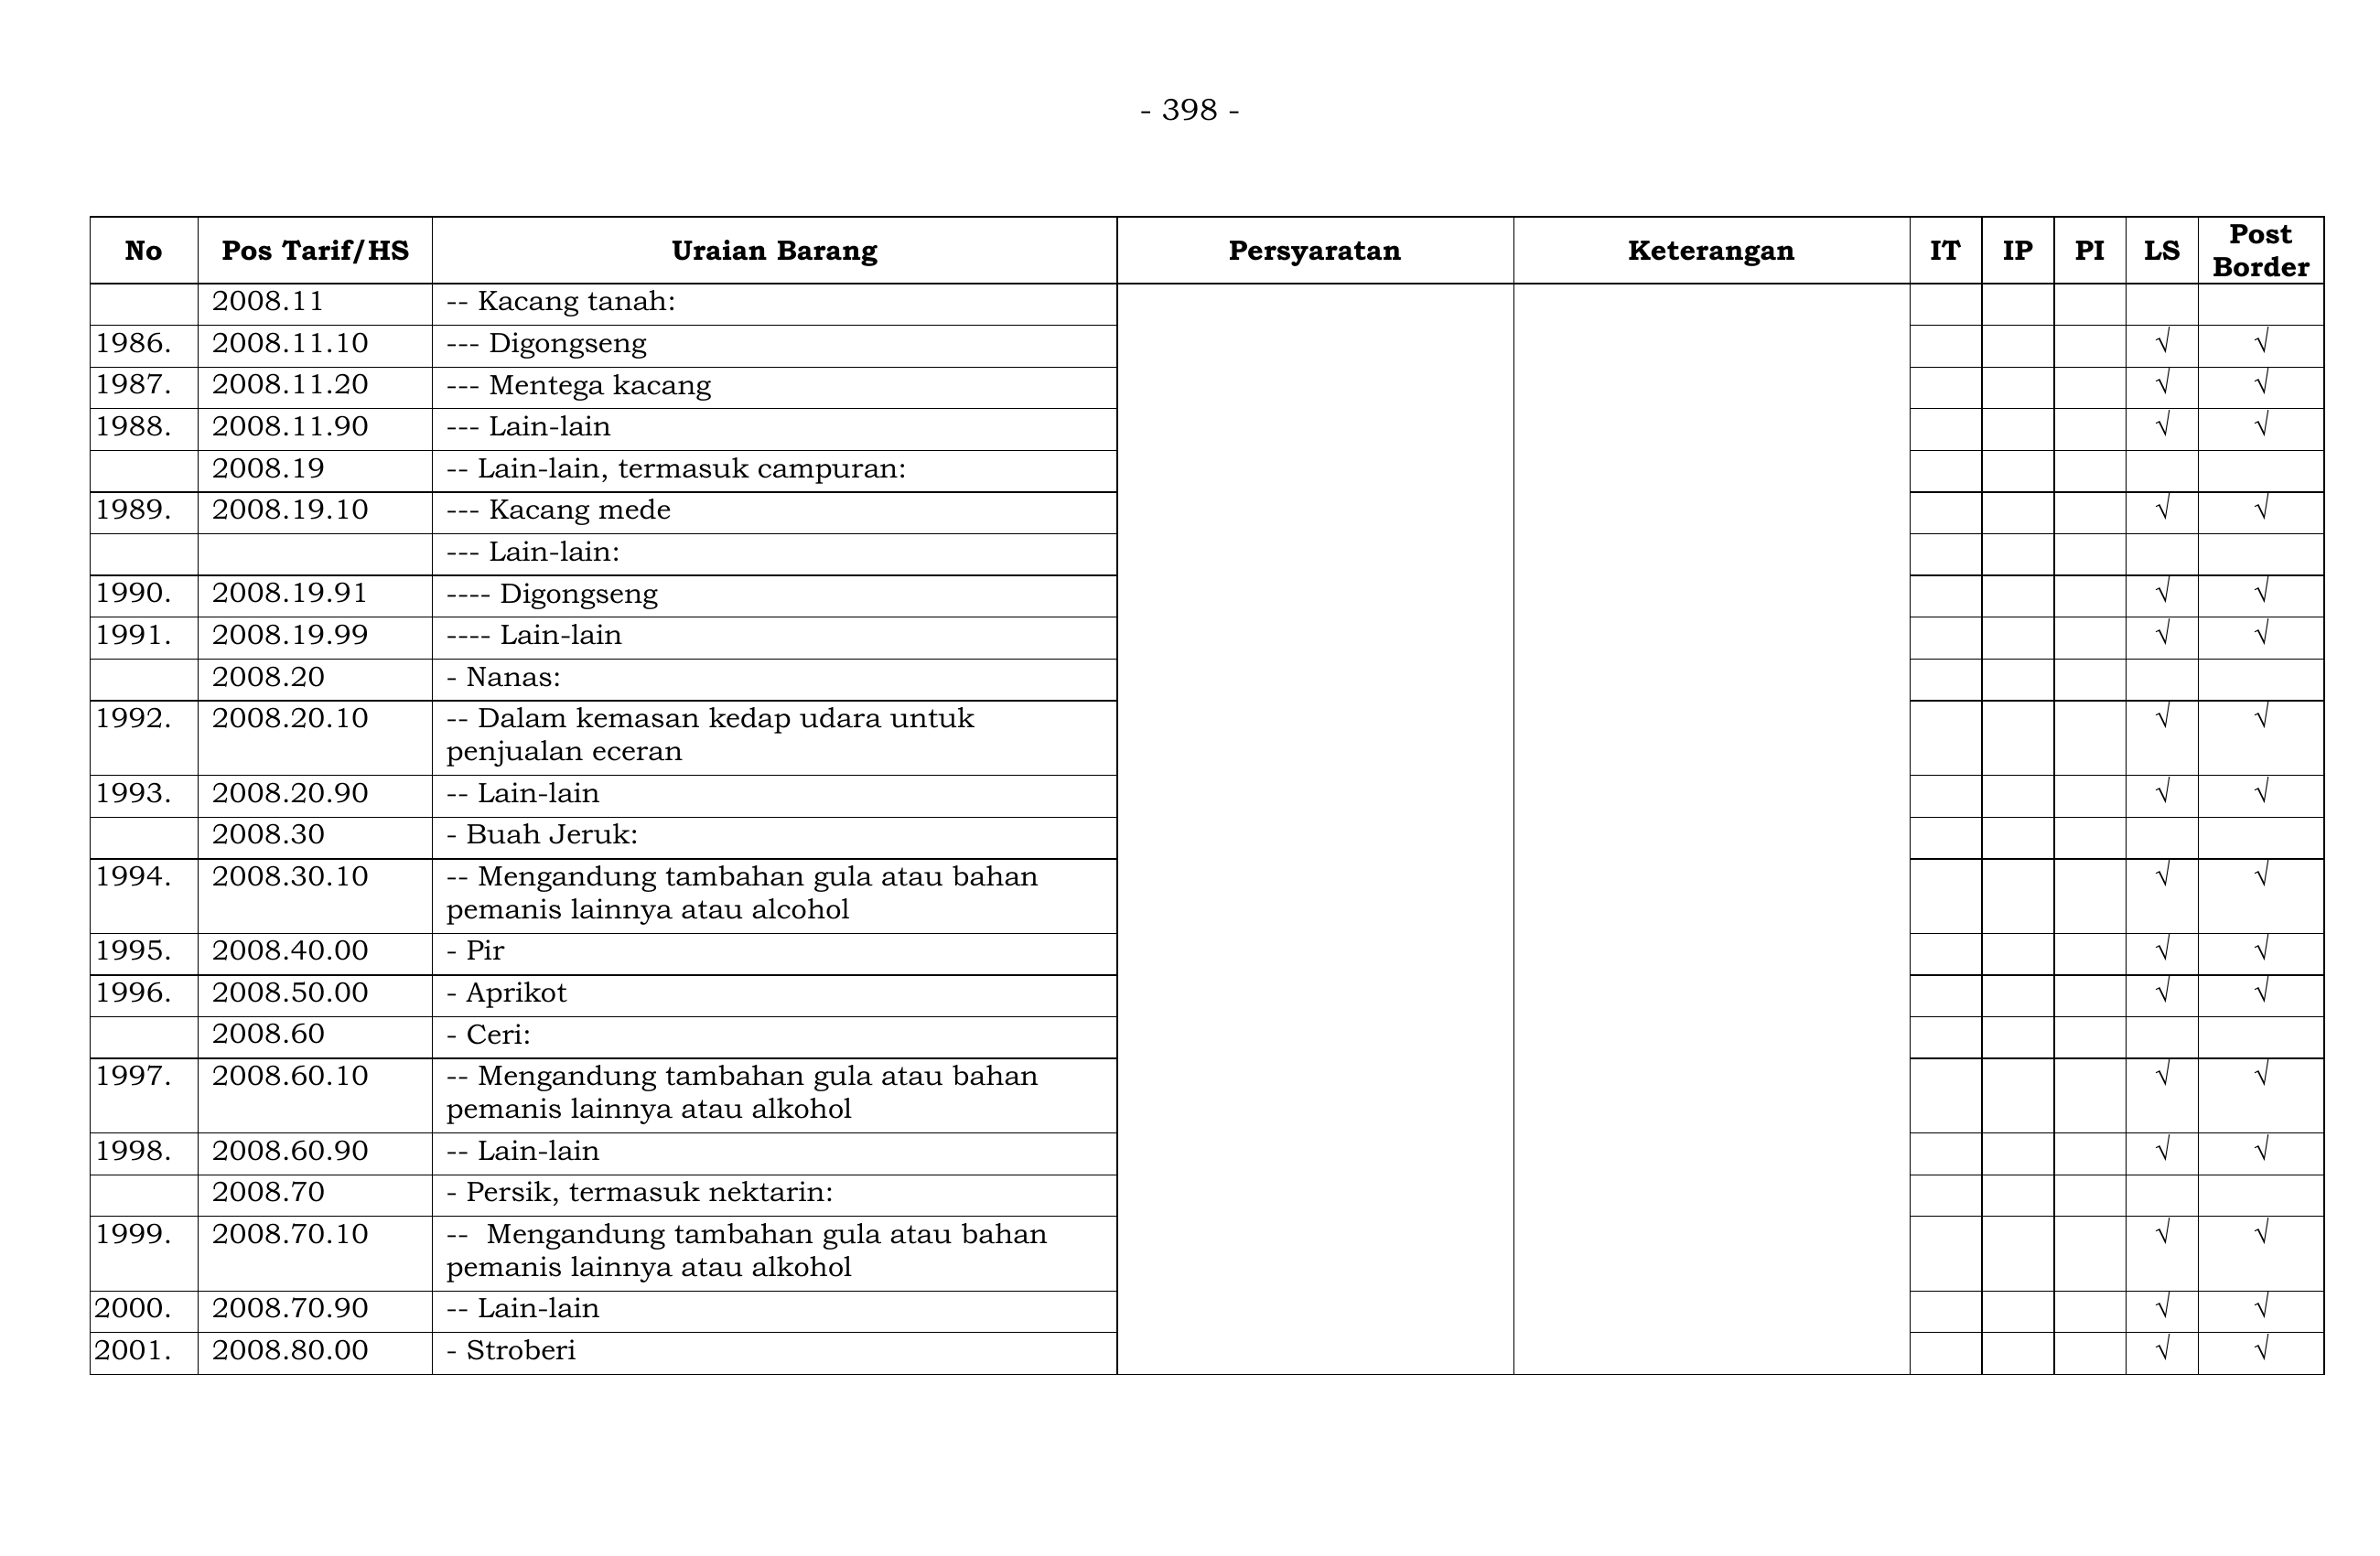 - 398 -
No Pos Tarif/HS Uraian Barang Persyaratan Keterangan IT IP PI LS Post Border
2008.11 -- Kacang tanah:
1986. 2008.11.10 --- Digongseng √ √
1987. 2008.11.20 --- Mentega kacang √ √
1988. 2008.11.90 --- Lain-lain √ √
2008.19 -- Lain-lain, termasuk campuran:
1989. 2008.19.10 --- Kacang mede √ √
--- Lain-lain:
1990. 2008.19.91 ---- Digongseng √ √
1991. 2008.19.99 ---- Lain-lain √ √
2008.20 - Nanas:
1992. 2008.20.10 -- Dalam kemasan kedap udara untuk √ √
penjualan eceran
1993. 2008.20.90 -- Lain-lain √ √
2008.30 - Buah Jeruk:
1994. 2008.30.10 -- Mengandung tambahan gula atau bahan √ √
pemanis lainnya atau alcohol
1995. 2008.40.00 - Pir √ √
1996. 2008.50.00 - Aprikot √ √
2008.60 - Ceri:
1997. 2008.60.10 -- Mengandung tambahan gula atau bahan √ √
pemanis lainnya atau alkohol
1998. 2008.60.90 -- Lain-lain √ √
2008.70 - Persik, termasuk nektarin:
1999. 2008.70.10 -- Mengandung tambahan gula atau bahan √ √
pemanis lainnya atau alkohol
2000. 2008.70.90 -- Lain-lain √ √
2001. 2008.80.00 - Stroberi √ √